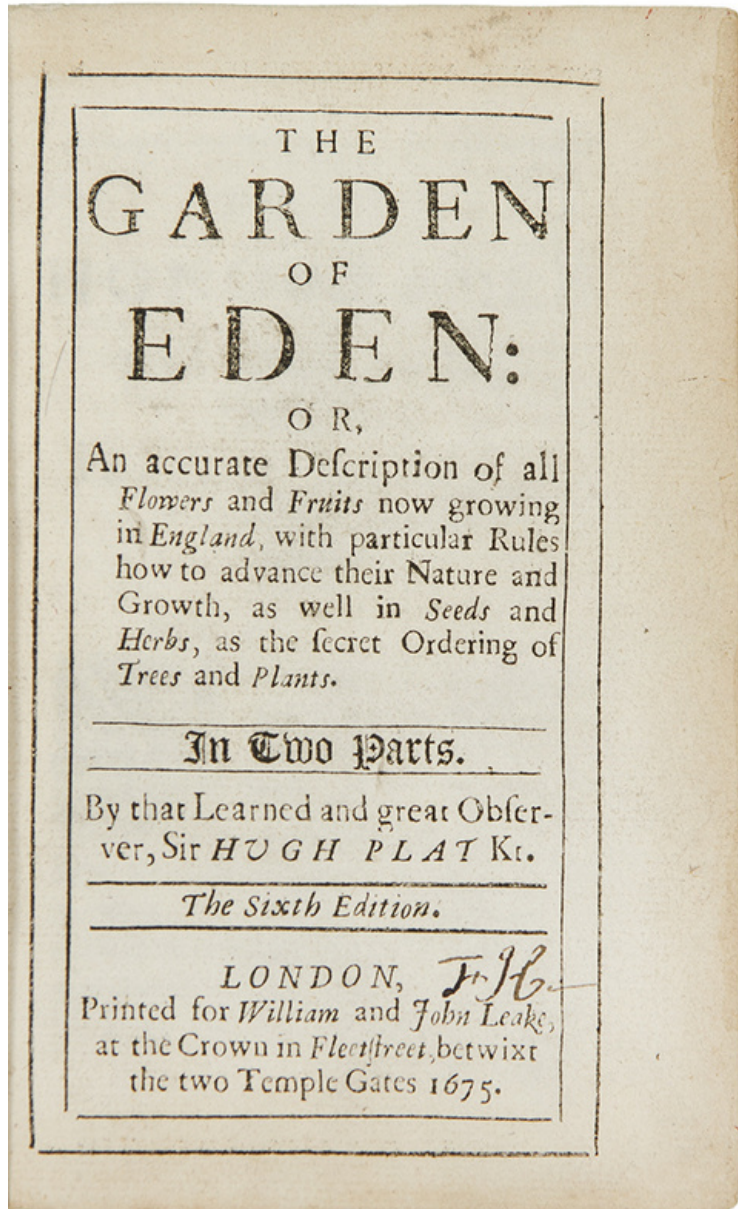 THE
GARDEN
OF
EDEN:
OR,
An accurate Deſcription of all
Flowers and Fruits now growing
in England, with particular Rules
how to advance their Nature and
Growth, as well in Seeds and
Herbs, as the ſecret Ordering of
Trees and Plants.
In Two Parts.
By that Learned and great Obſer-
ver, Sir HUGH PLAT Kt.
The Sixth Edition.
LONDON,
Printed for William and John Leake,
at the Crown in Fleetſtreet, betwixt
the two Temple Gates 1675.